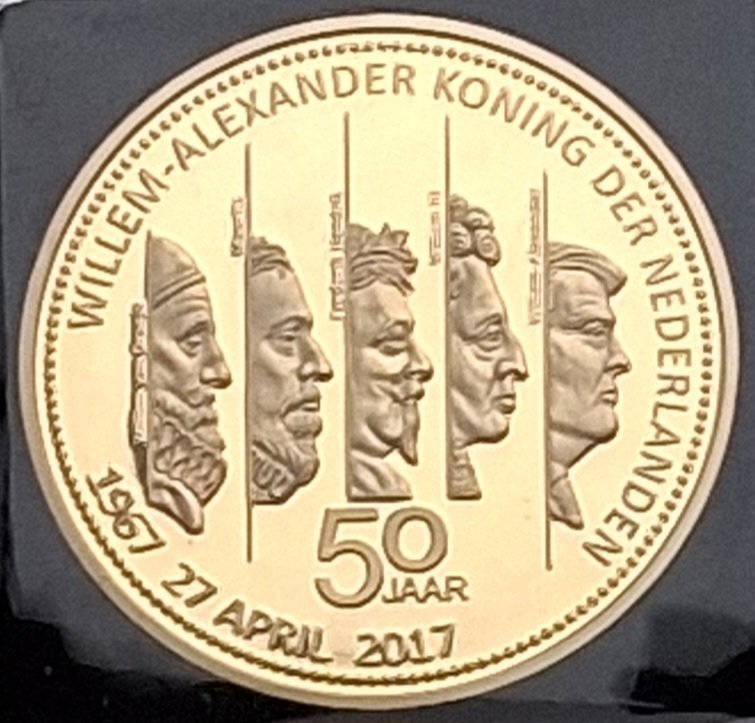 WILLEM-ALEXANDER KONING DER NEDERLANDEN
50
JAAR
1967 27 APRIL 2017